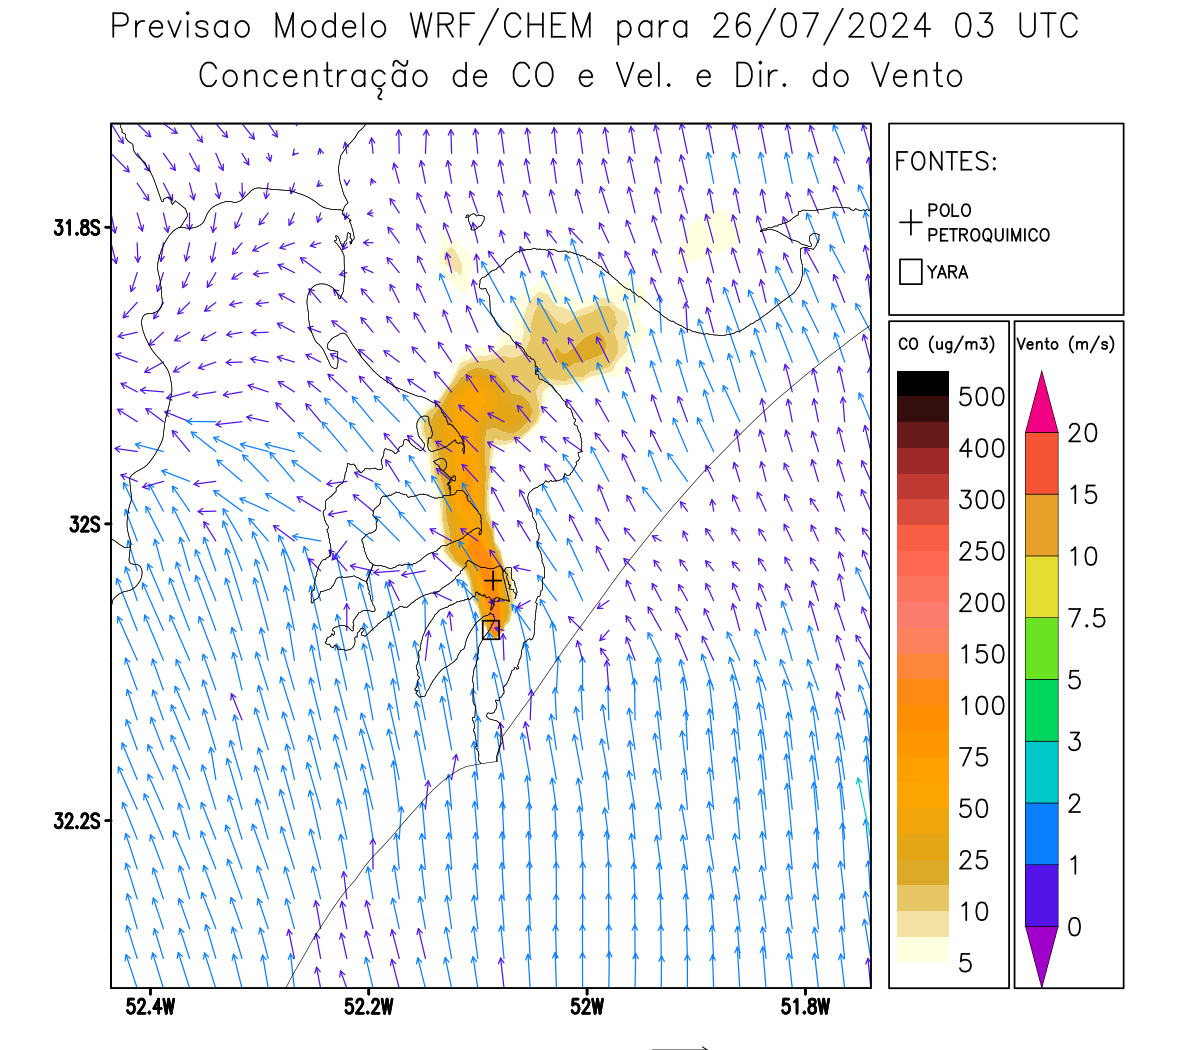 Previsao Modelo WRF/CHEM para 26/07/2024 03 UTC
Concentração de CO e Vel. e Dir. do Vento
FONTES:
POLO
PETROQUIMICO
YARA
CO (ug/m3)
500
400
300
250
200
150
100
75
50
25
10
5
Vento (m/s)
20
15
10
7.5
5
3
2
1
0
31.8S
32S
32.2S
52.4W
52.2W
52W
51.8W